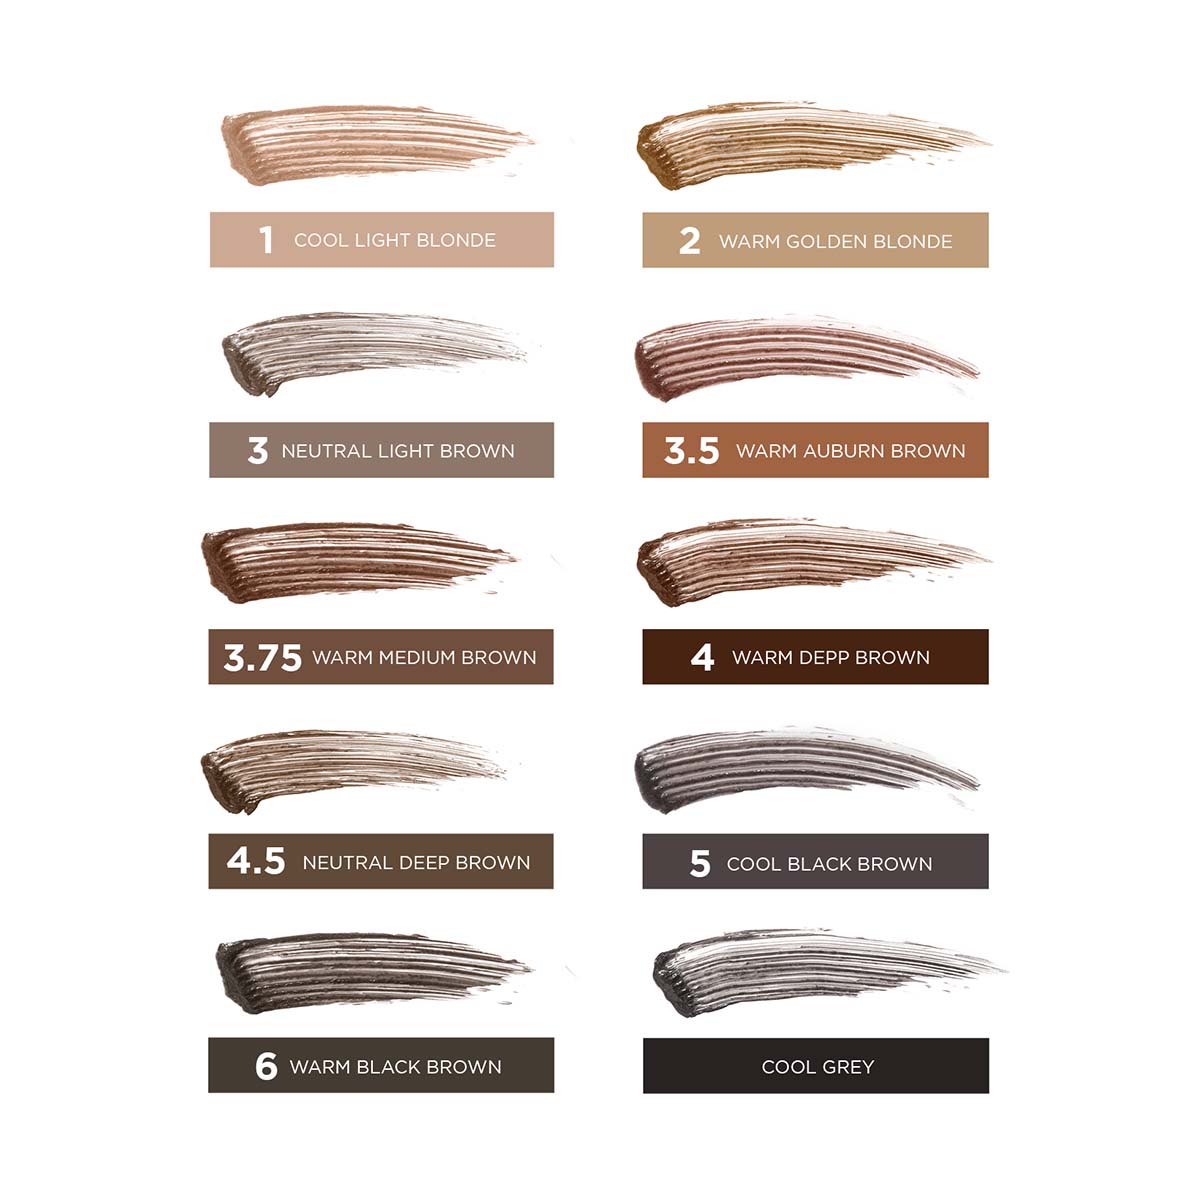 1 COOL LIGHT BLONDE
2 WARM GOLDEN BLONDE
3 NEUTRAL LIGHT BROWN
3.5 WARM AUBURN BROWN
3.75 WARM MEDIUM BROWN
4 WARM DEPP BROWN
4.5 NEUTRAL DEEP BROWN
5 COOL BLACK BROWN
6 WARM BLACK BROWN
COOL GREY